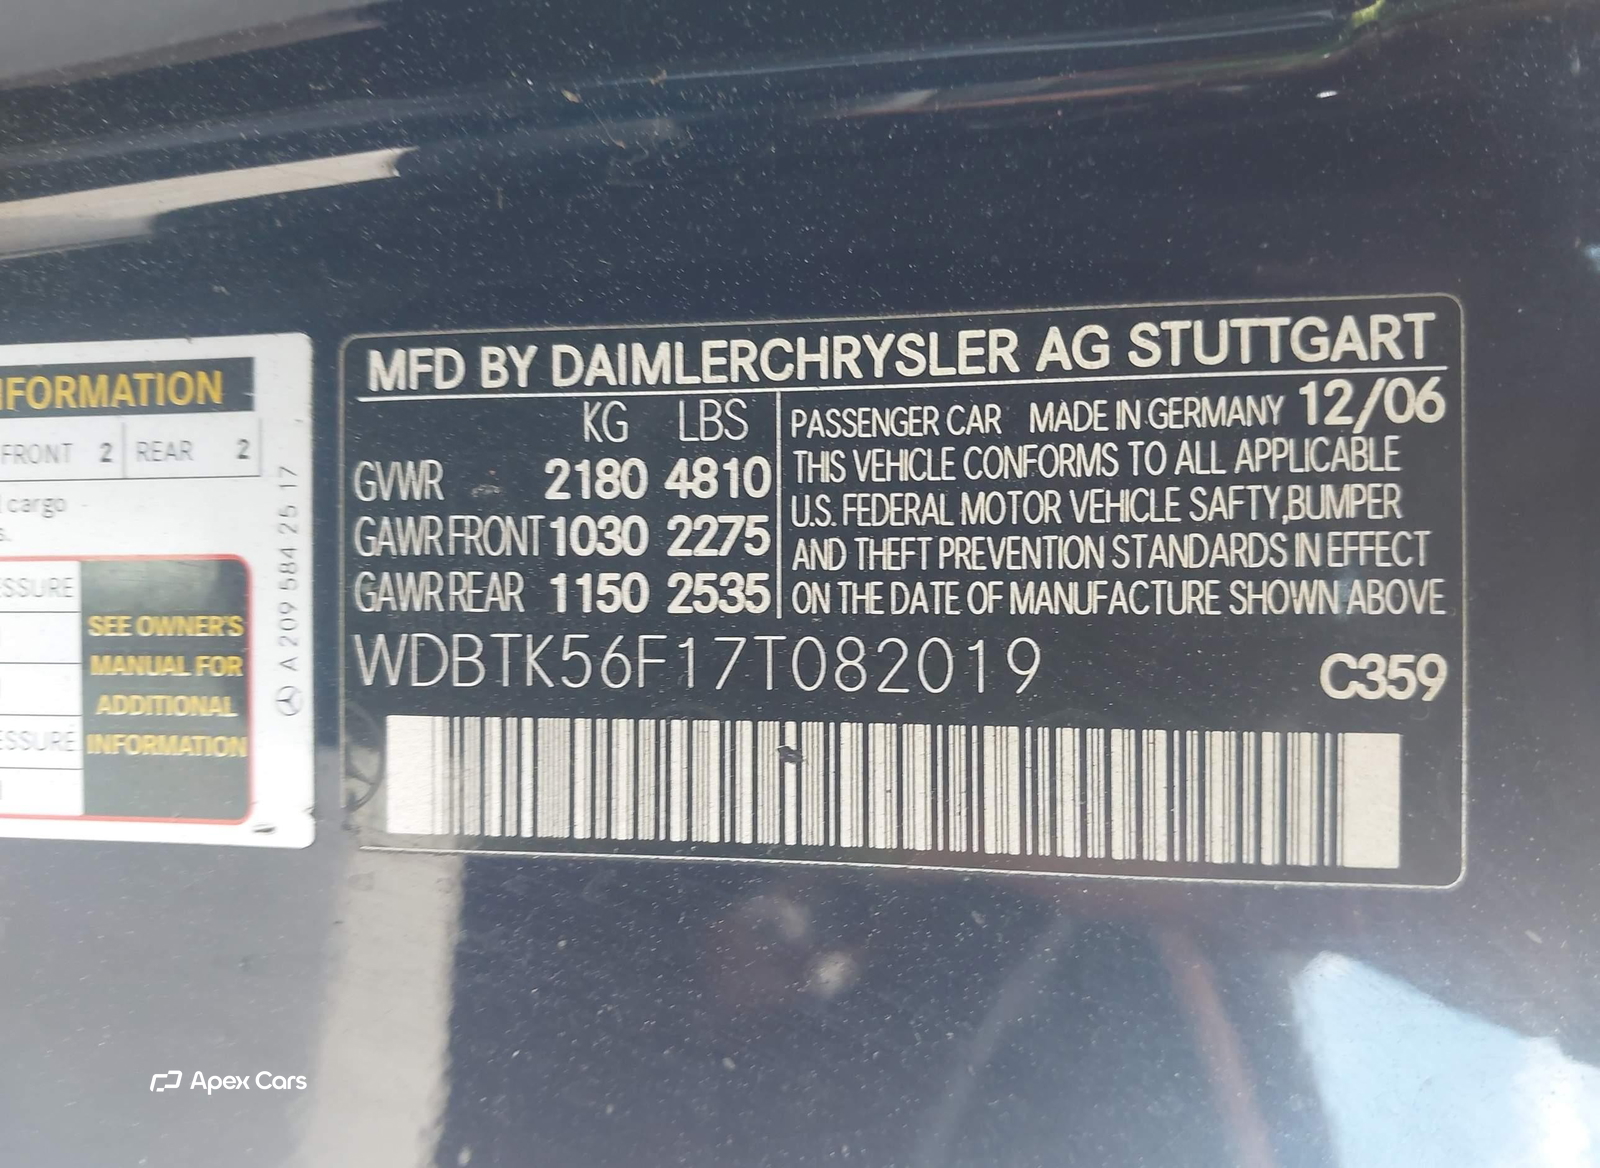 NFORMATION
FRONT 2 REAR 2
cargo
s.
ESSURE
SEE OWNER'S
MANUAL FOR
ADDITIONAL
INFORMATION
ESSURE
A 209 584 25 17
MFD BY DAIMLERCHRYSLER AG STUTTGART
KG LBS
GVWR 2180 4810
GAWR FRONT 1030 2275
GAWR REAR 1150 2535
PASSENGER CAR MADE IN GERMANY 12/06
THIS VEHICLE CONFORMS TO ALL APPLICABLE
U.S. FEDERAL MOTOR VEHICLE SAFTY,BUMPER
AND THEFT PREVENTION STANDARDS IN EFFECT
ON THE DATE OF MANUFACTURE SHOWN ABOVE
WDBTK56F17T082019
C359
Apex Cars